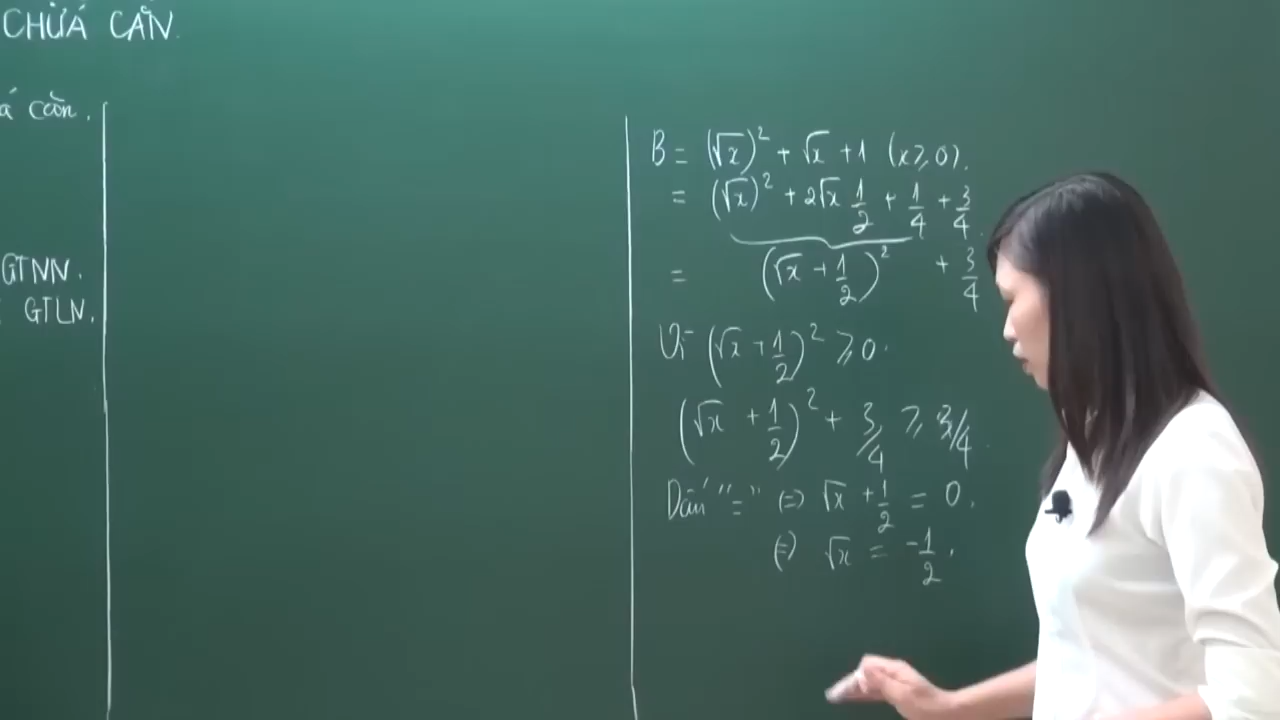 CHỨA CĂN.
căn.
GTNN.
GTLN.
B = (√x)² + √x + 1 (x ≥ 0).
= (√x)² + 2√x 1/2 + 1/4 + 3/4.
= (√x + 1/2)² + 3/4
Vì (√x + 1/2)² ≥ 0.
(√x + 1/2)² + 3/4 ≥ 3/4.
Dấu "=" ⇔ √x + 1/2 = 0.
⇔ √x = -1/2.